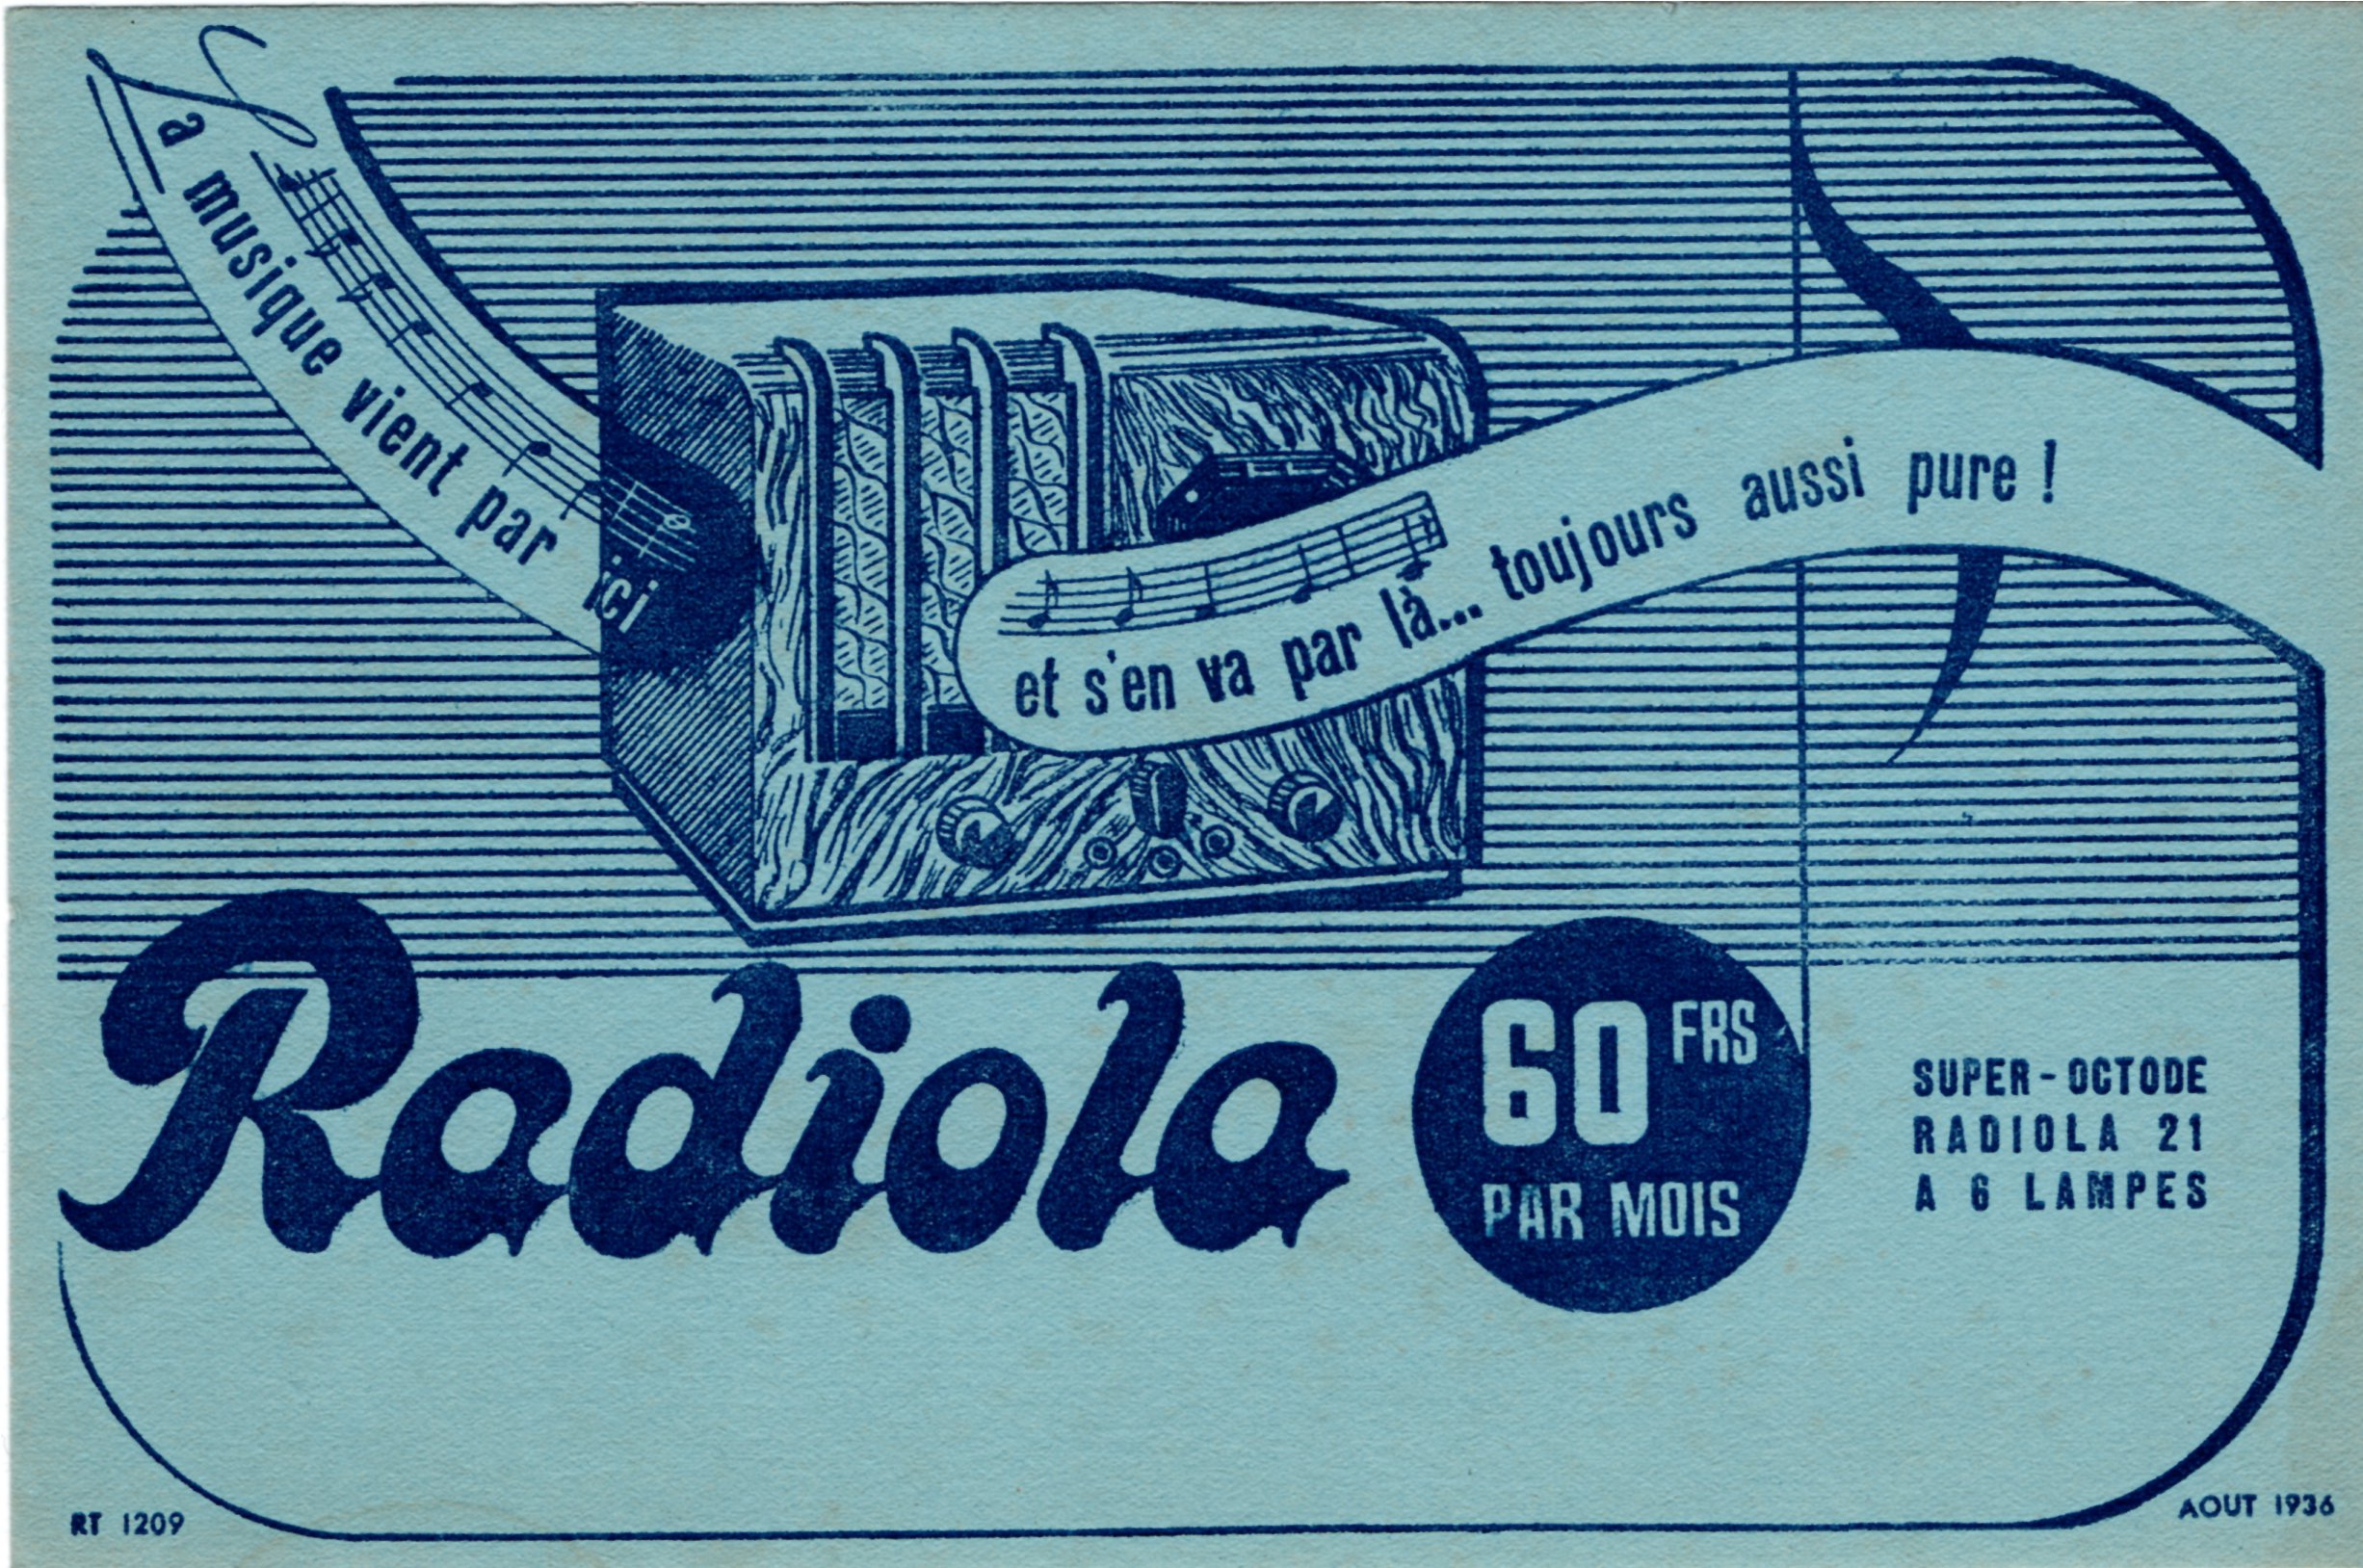 La musique vient par ici
et s'en va par là... toujours aussi pure !
Radiola
60 FRS
PAR MOIS
SUPER-OCTODE
RADIOLA 21
A 6 LAMPES
RT 1209
AOUT 1936